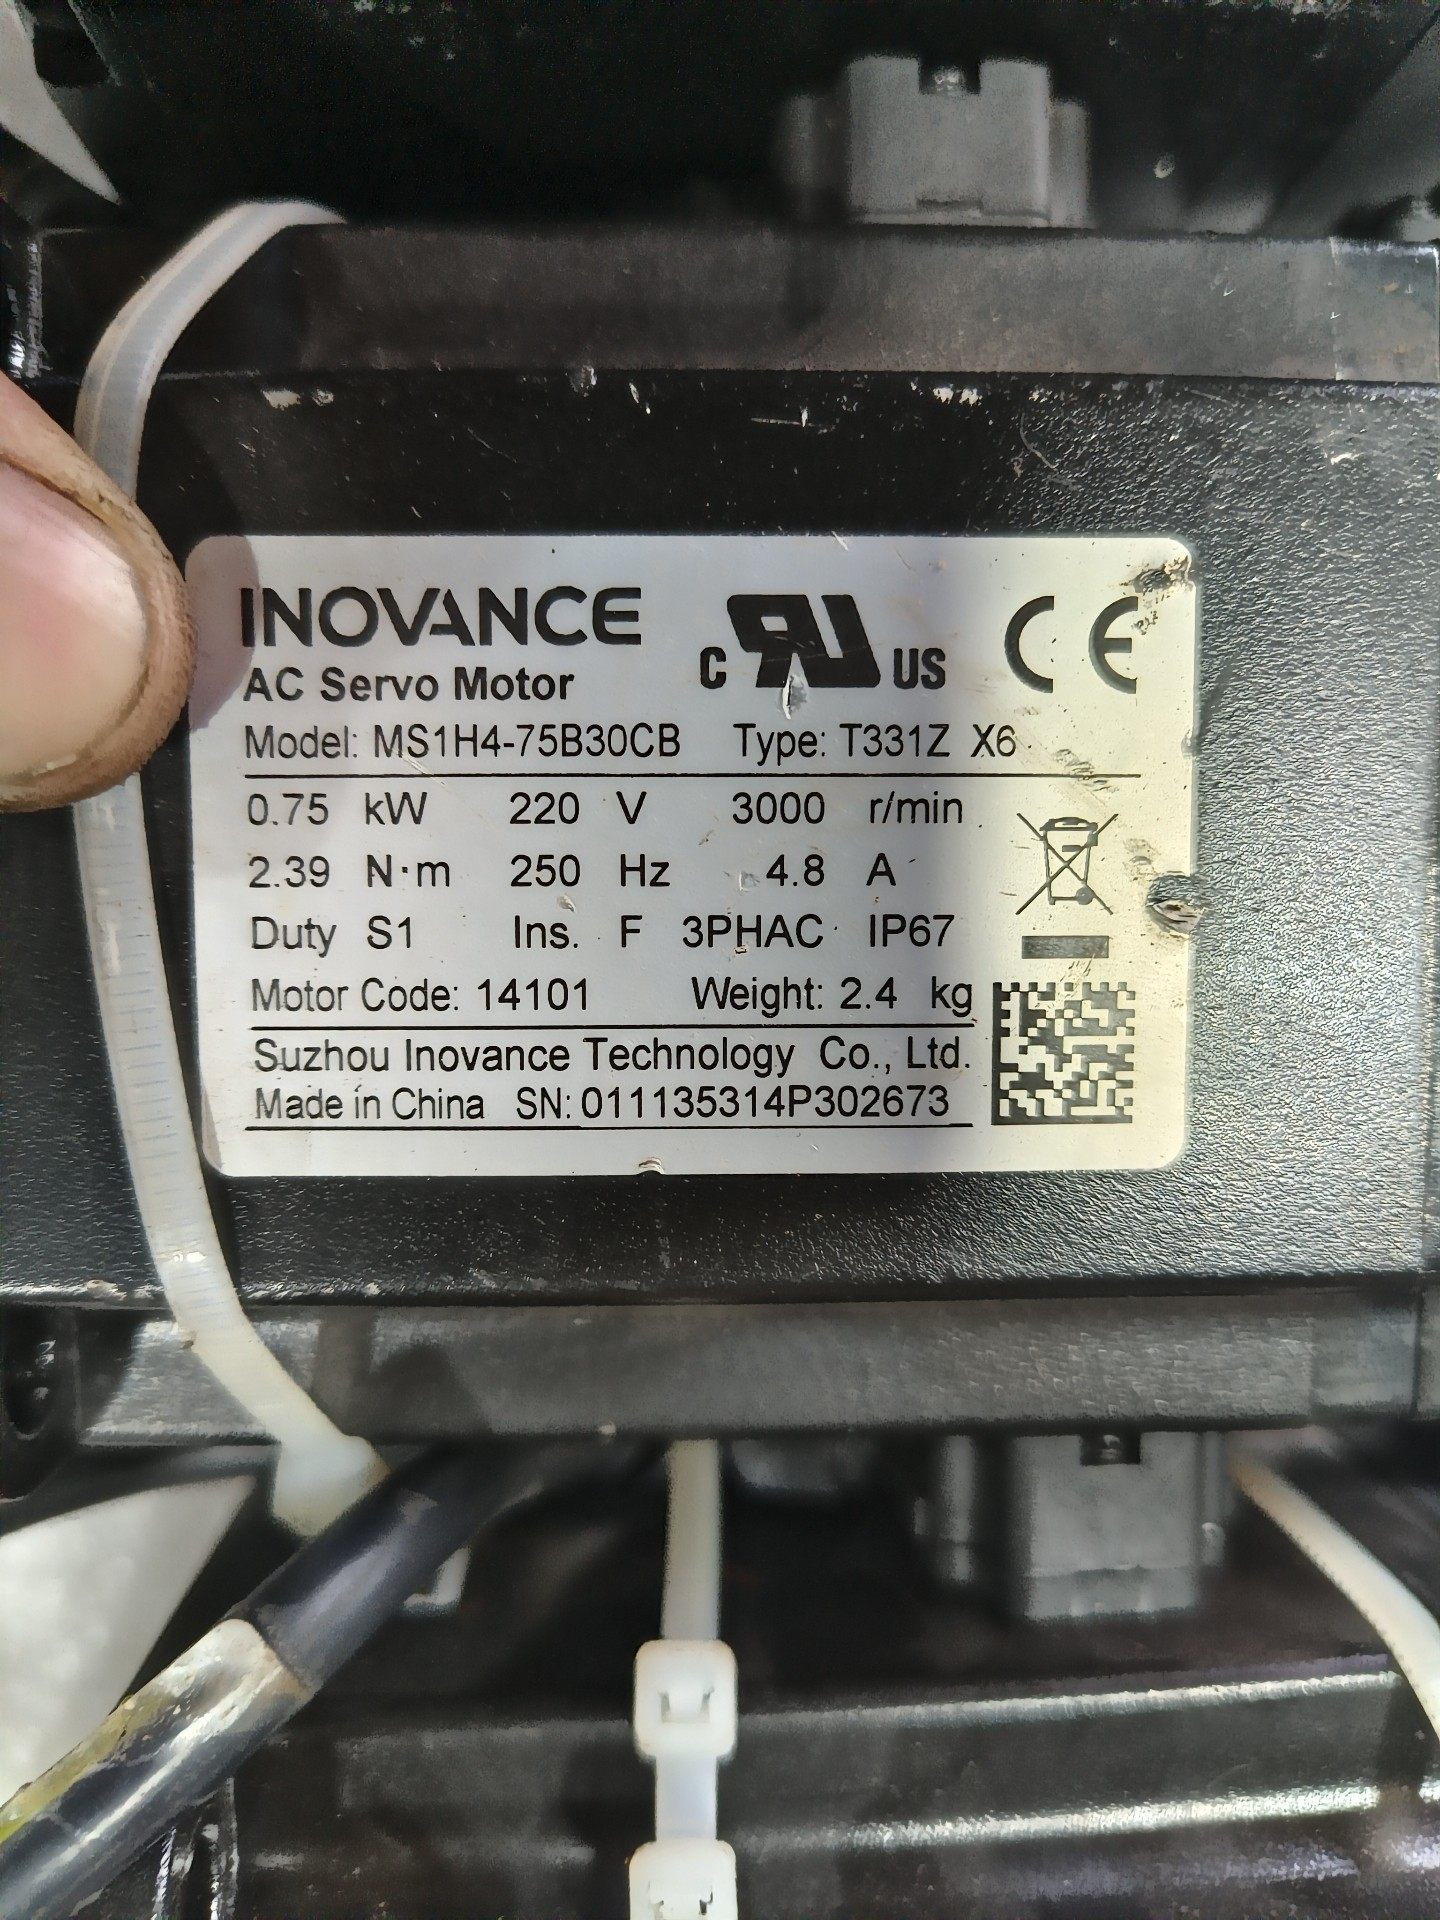 INOVANCE
AC Servo Motor
C RU US CE
Model: MS1H4-75B30CB Type: T331Z X6
0.75 kW 220 V 3000 r/min
2.39 N·m 250 Hz 4.8 A
Duty S1 Ins. F 3PHAC IP67
Motor Code: 14101 Weight: 2.4 kg
Suzhou Inovance Technology Co., Ltd.
Made in China SN: 011135314P302673